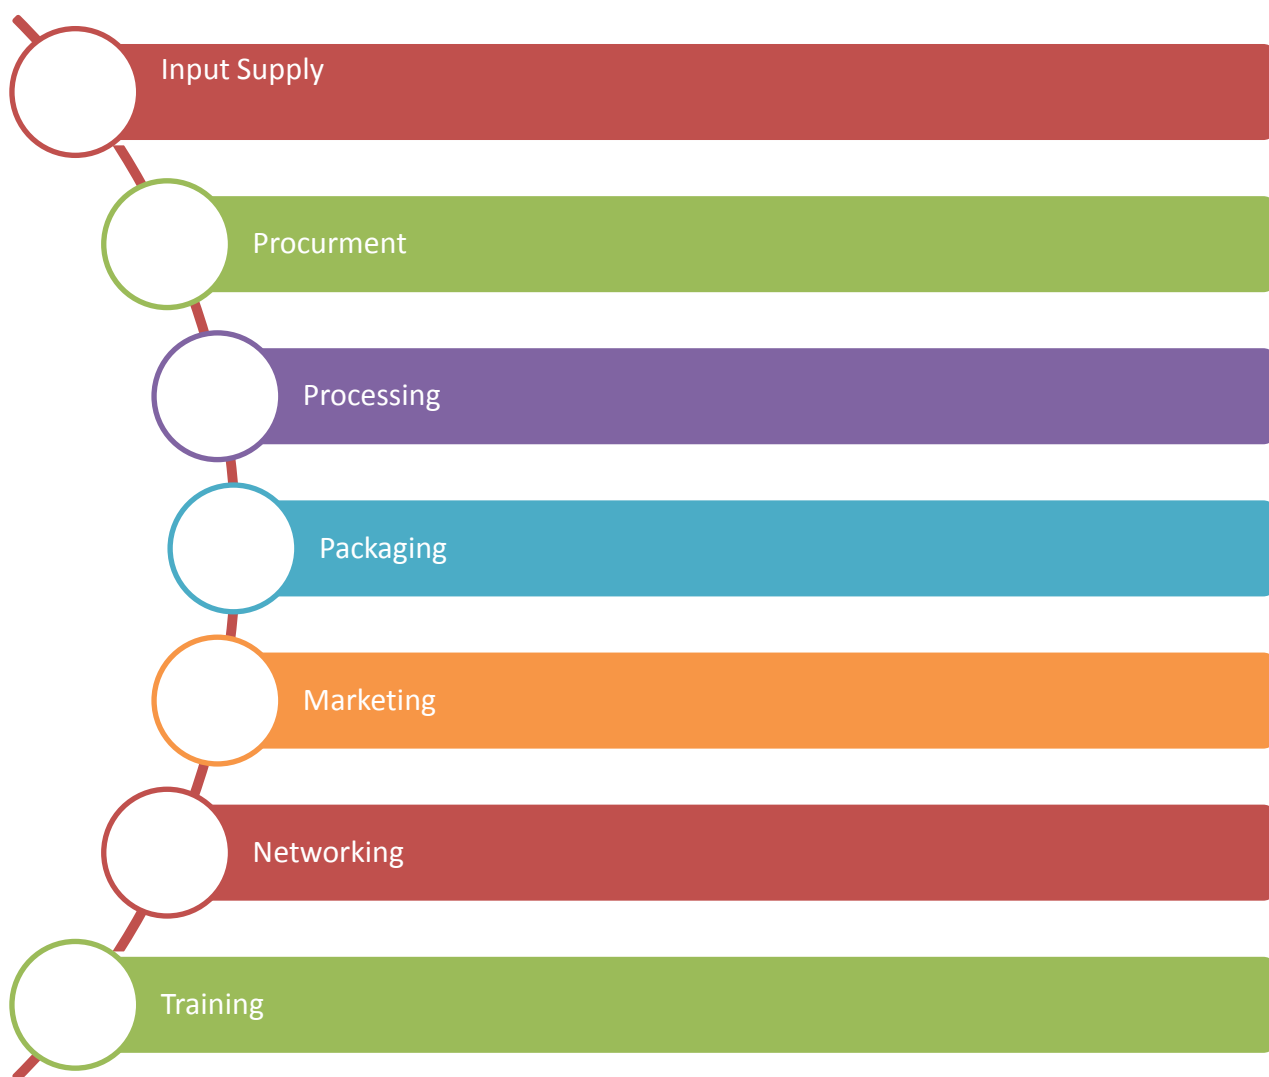 Input Supply
Procurment
Processing
Packaging
Marketing
Networking
Training